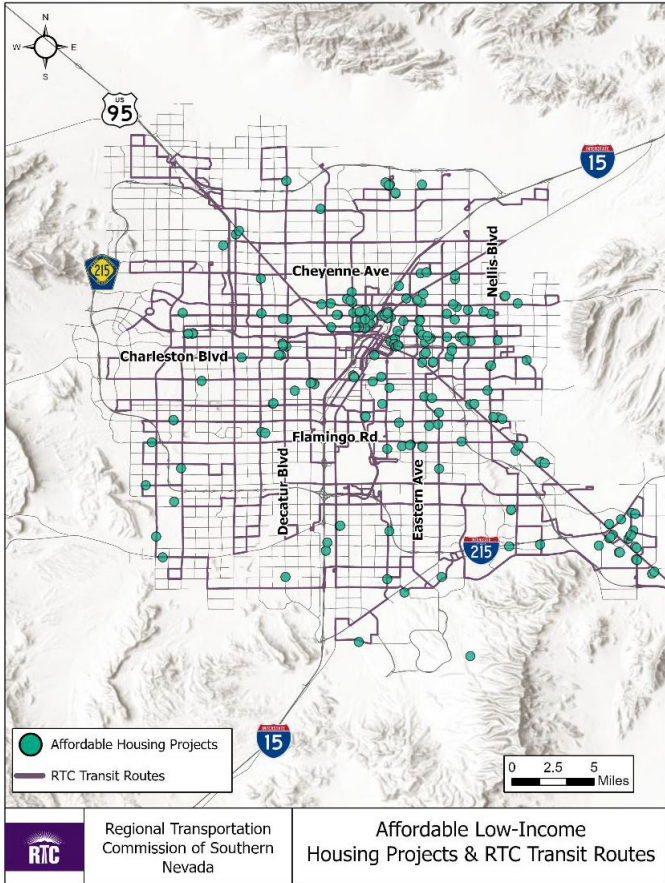 N
W E
S
US
95
INTERSTATE
15
Nellis Blvd
215
Cheyenne Ave
Charleston Blvd
Flamingo Rd
Decatur Blvd
Eastern Ave
INTERSTATE
215
INTERSTATE
15
Affordable Housing Projects
RTC Transit Routes
0 2.5 5
Miles
RTC
Regional Transportation
Commission of Southern
Nevada
Affordable Low-Income
Housing Projects & RTC Transit Routes